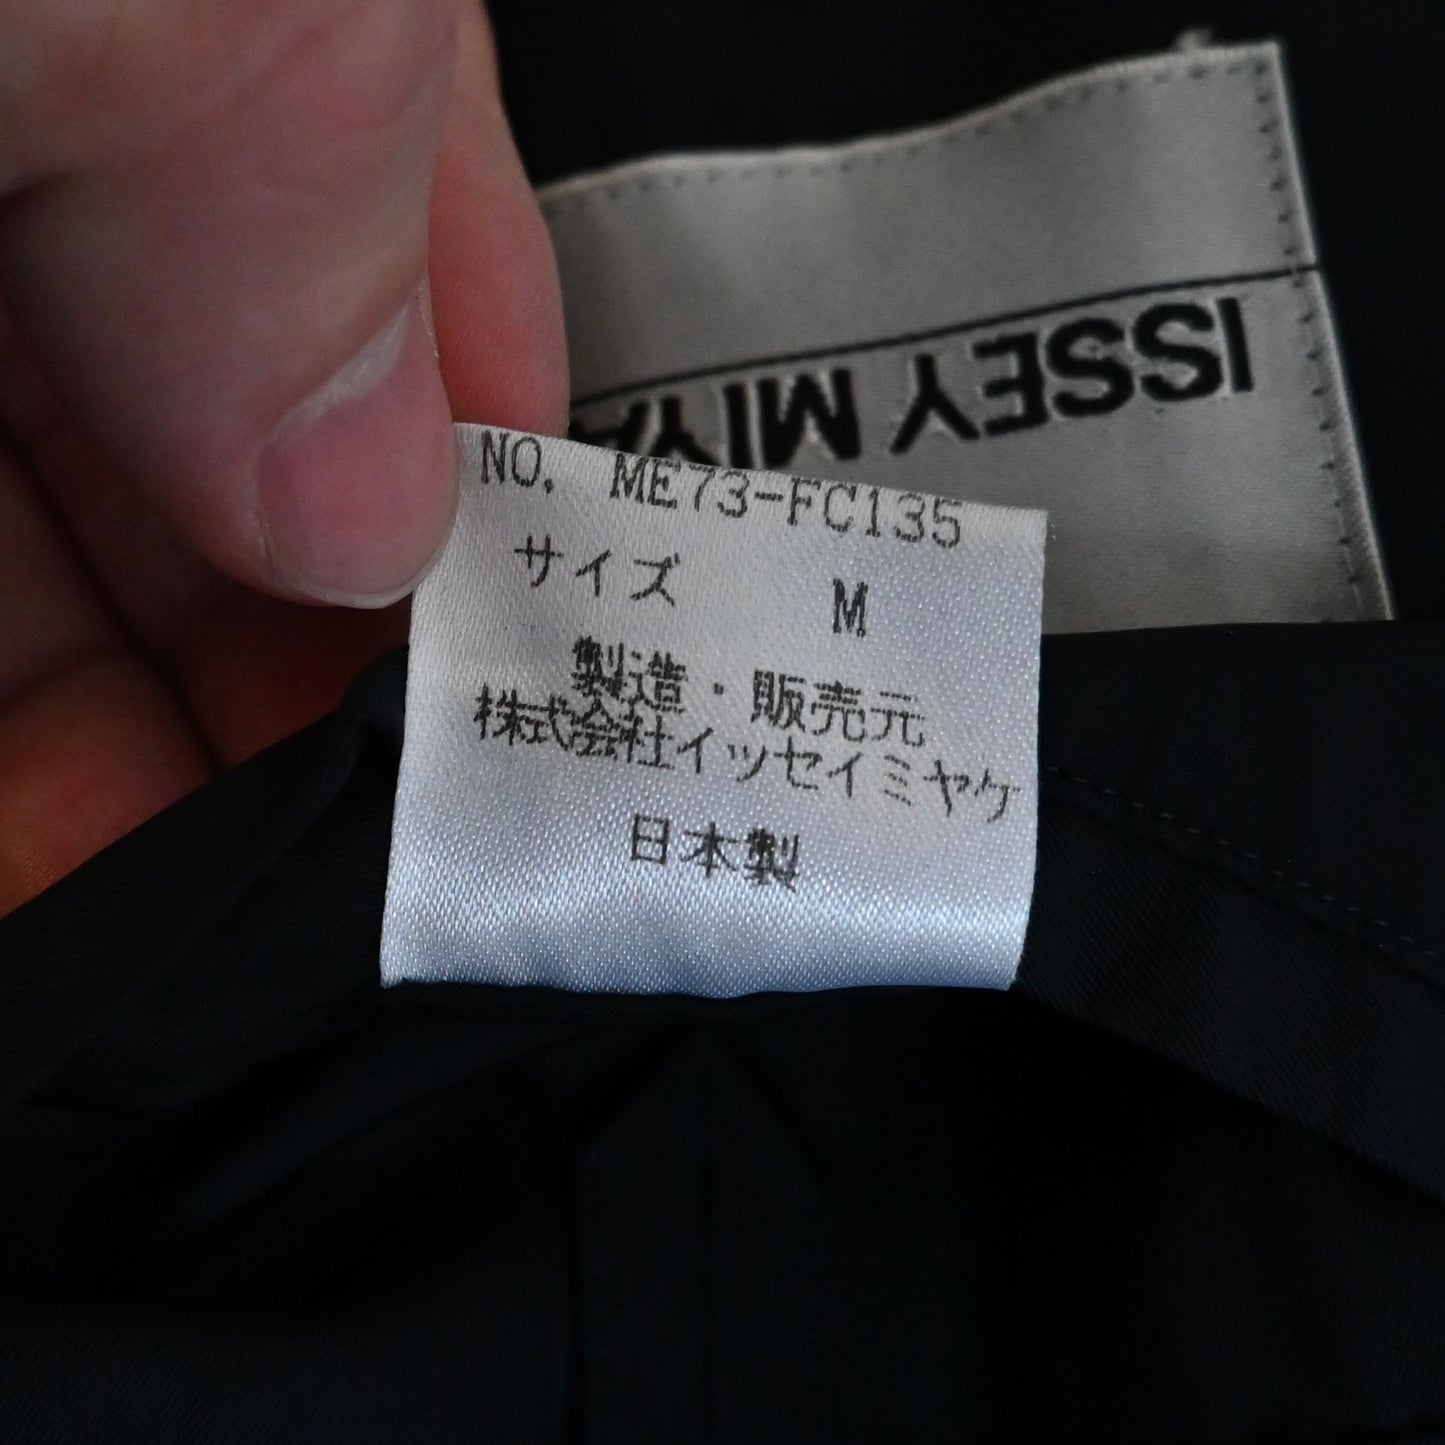 ISSEY MIYA
NO. ME73-FC135
サイズ M
製造・販売元
株式会社イッセイミヤケ
日本製